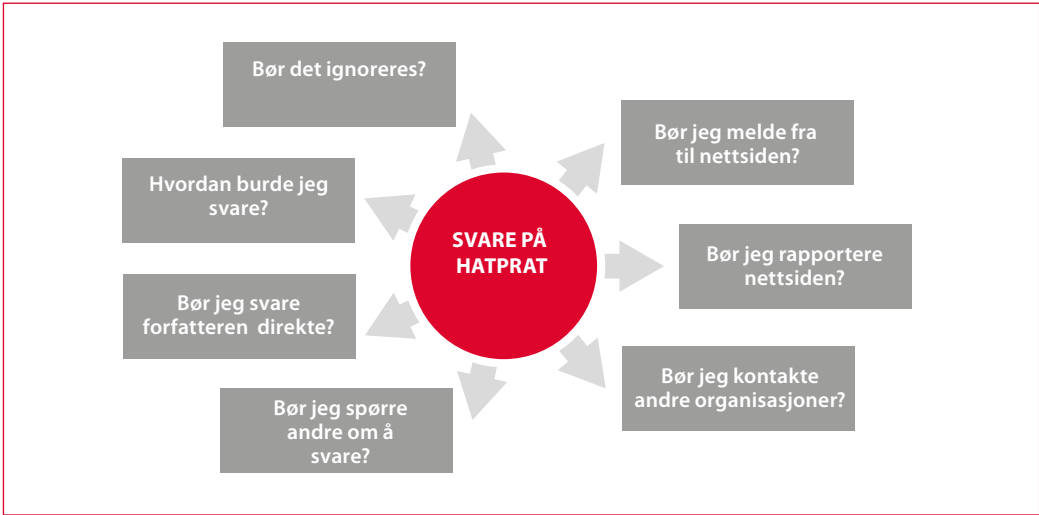 Bør det ignoreres?
Bør jeg melde fra
til nettsiden?
Hvordan burde jeg
svare?
SVARE PÅ
HATPRAT
Bør jeg rapportere
nettsiden?
Bør jeg svare
forfatteren direkte?
Bør jeg kontakte
andre organisasjoner?
Bør jeg spørre
andre om å
svare?